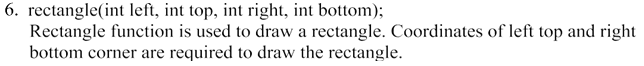 6. rectangle(int left, int top, int right, int bottom);
Rectangle function is used to draw a rectangle. Coordinates of left top and right
bottom corner are required to draw the rectangle.